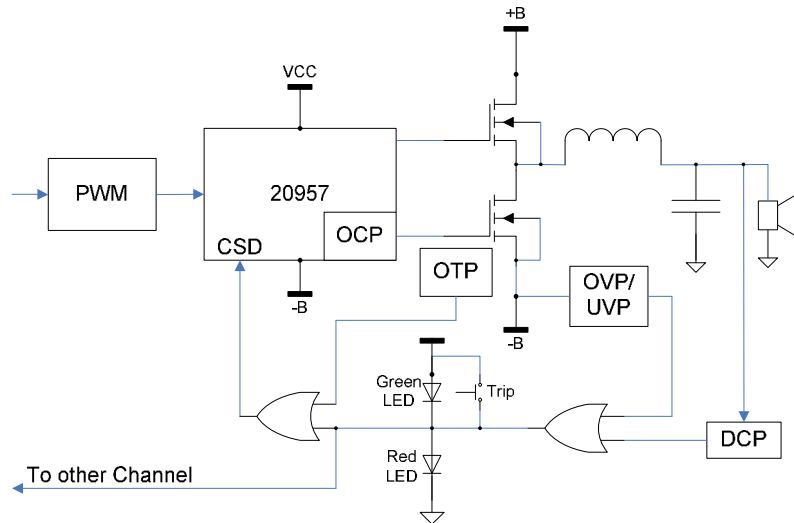 +B
VCC
PWM
20957
OCP
CSD
OTP
OVP/
UVP
-B
-B
Green
LED
Trip
Red
LED
DCP
To other Channel